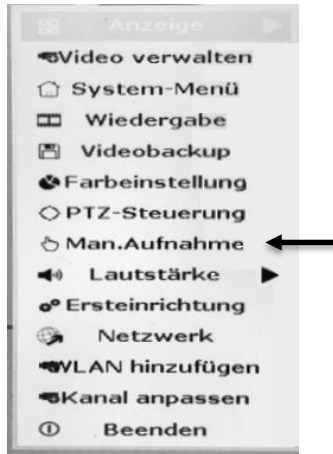 Anzeige
Video verwalten
System-Menü
Wiedergabe
Videobackup
Farbeinstellung
PTZ-Steuerung
Man.Aufnahme
Lautstärke
Ersteinrichtung
Netzwerk
WLAN hinzufügen
Kanal anpassen
Beenden